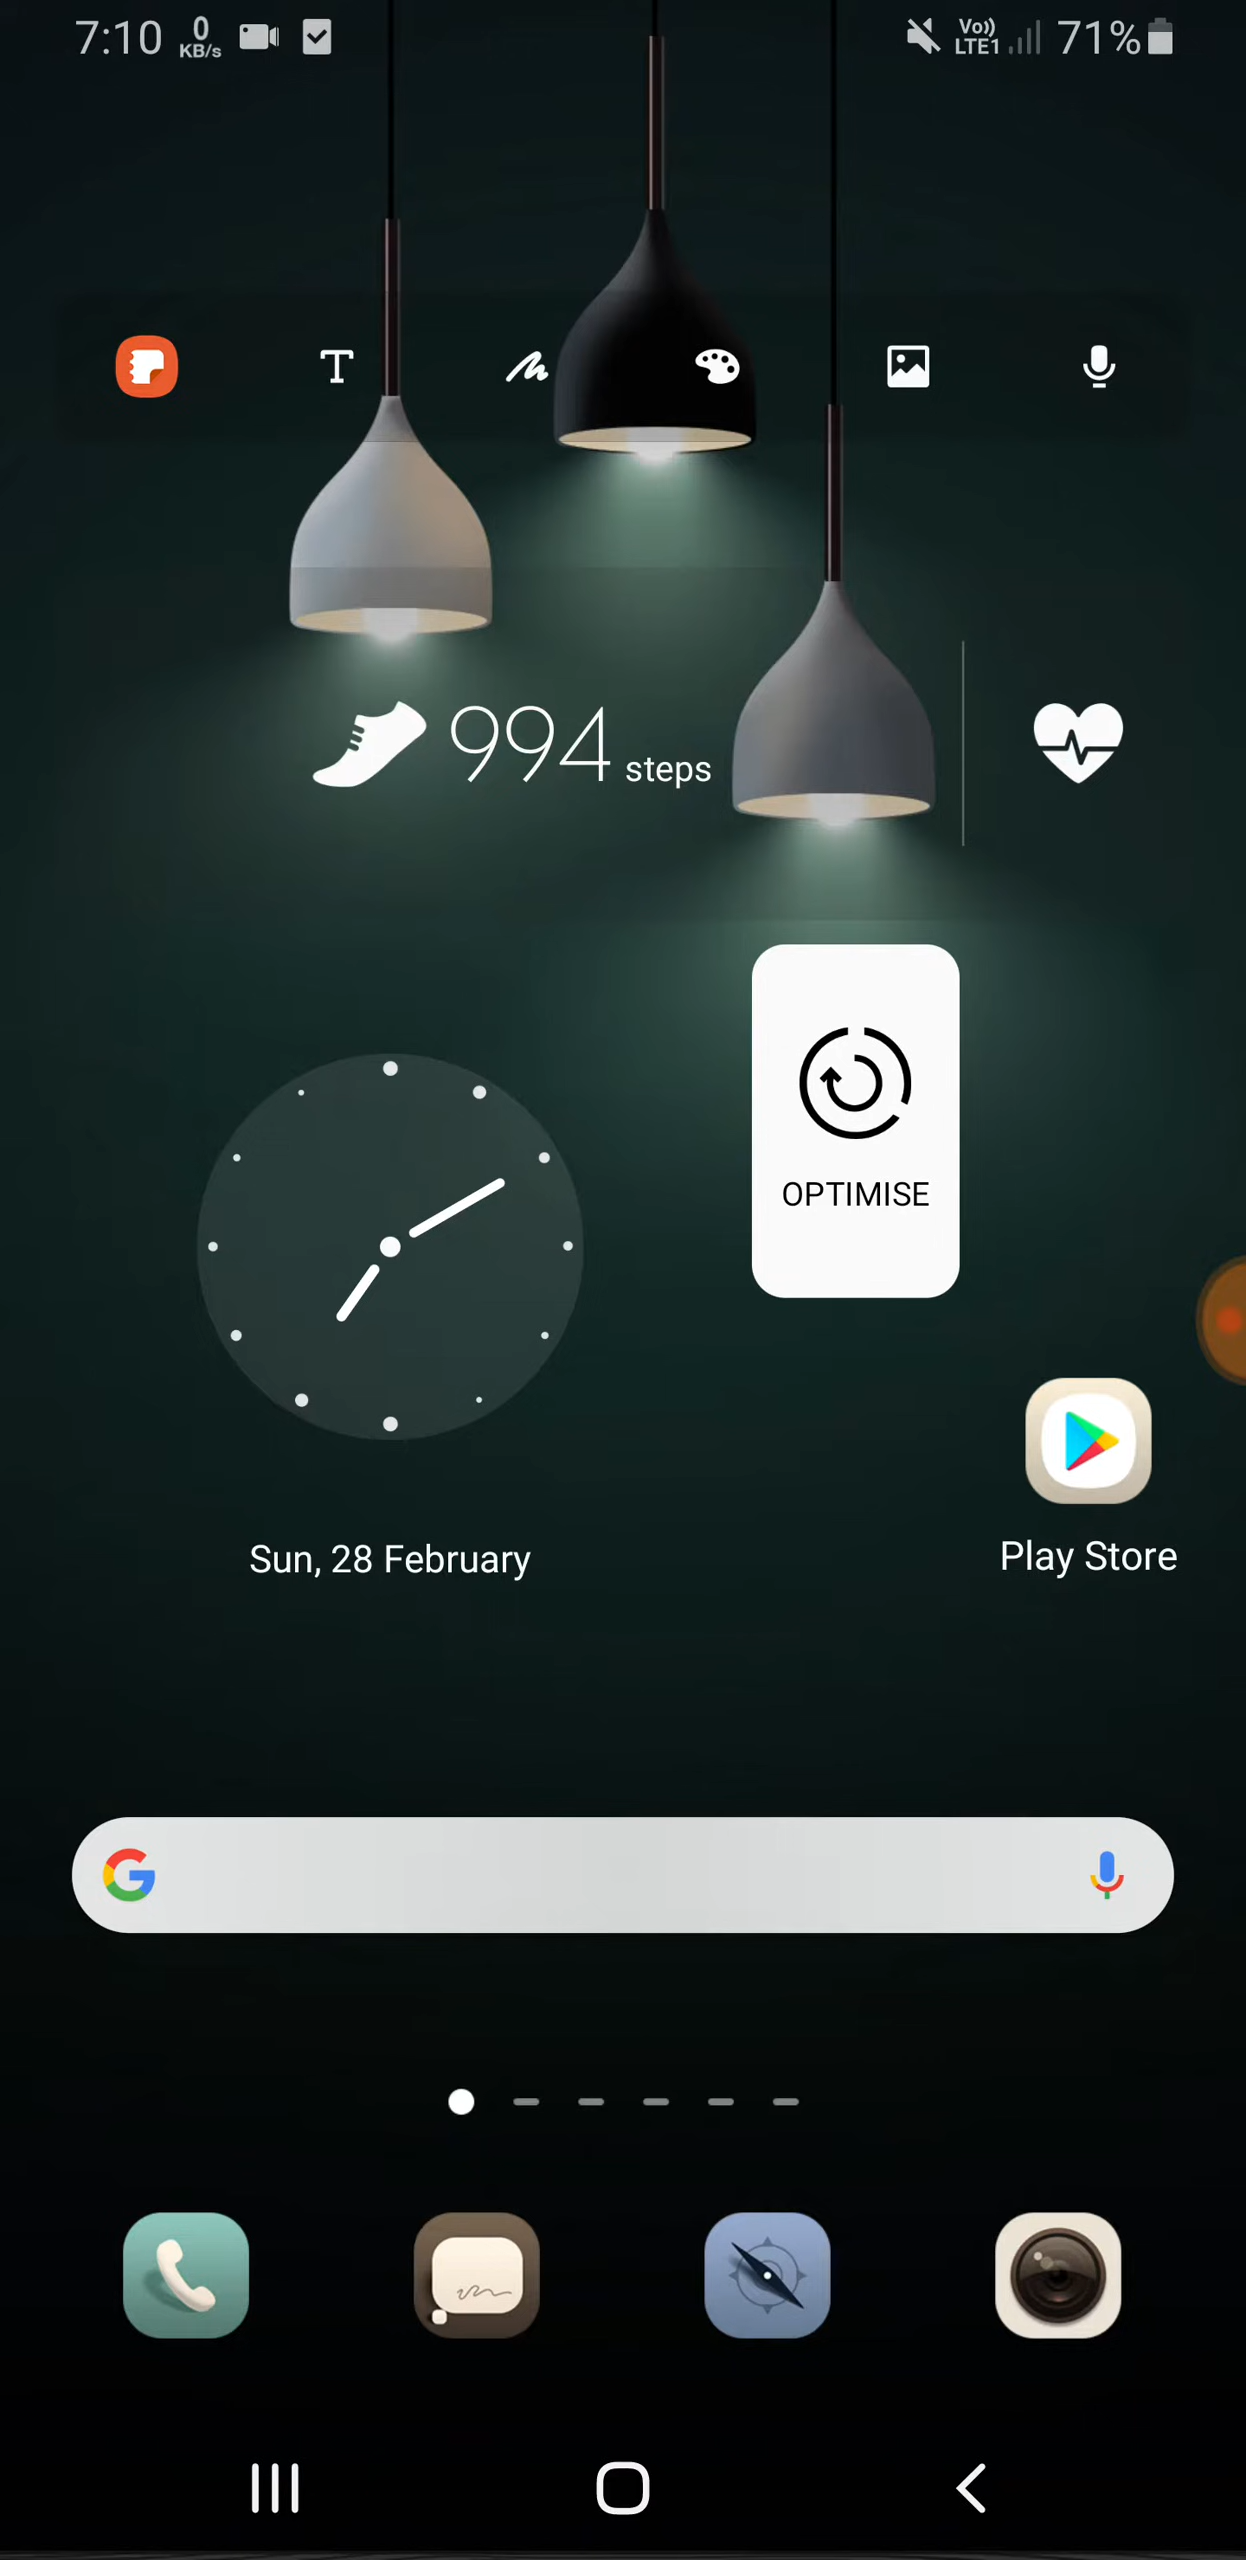 7:10 0 KB/s Vo)) LTE1 71%
T
994 steps
OPTIMISE
Sun, 28 February
Play Store